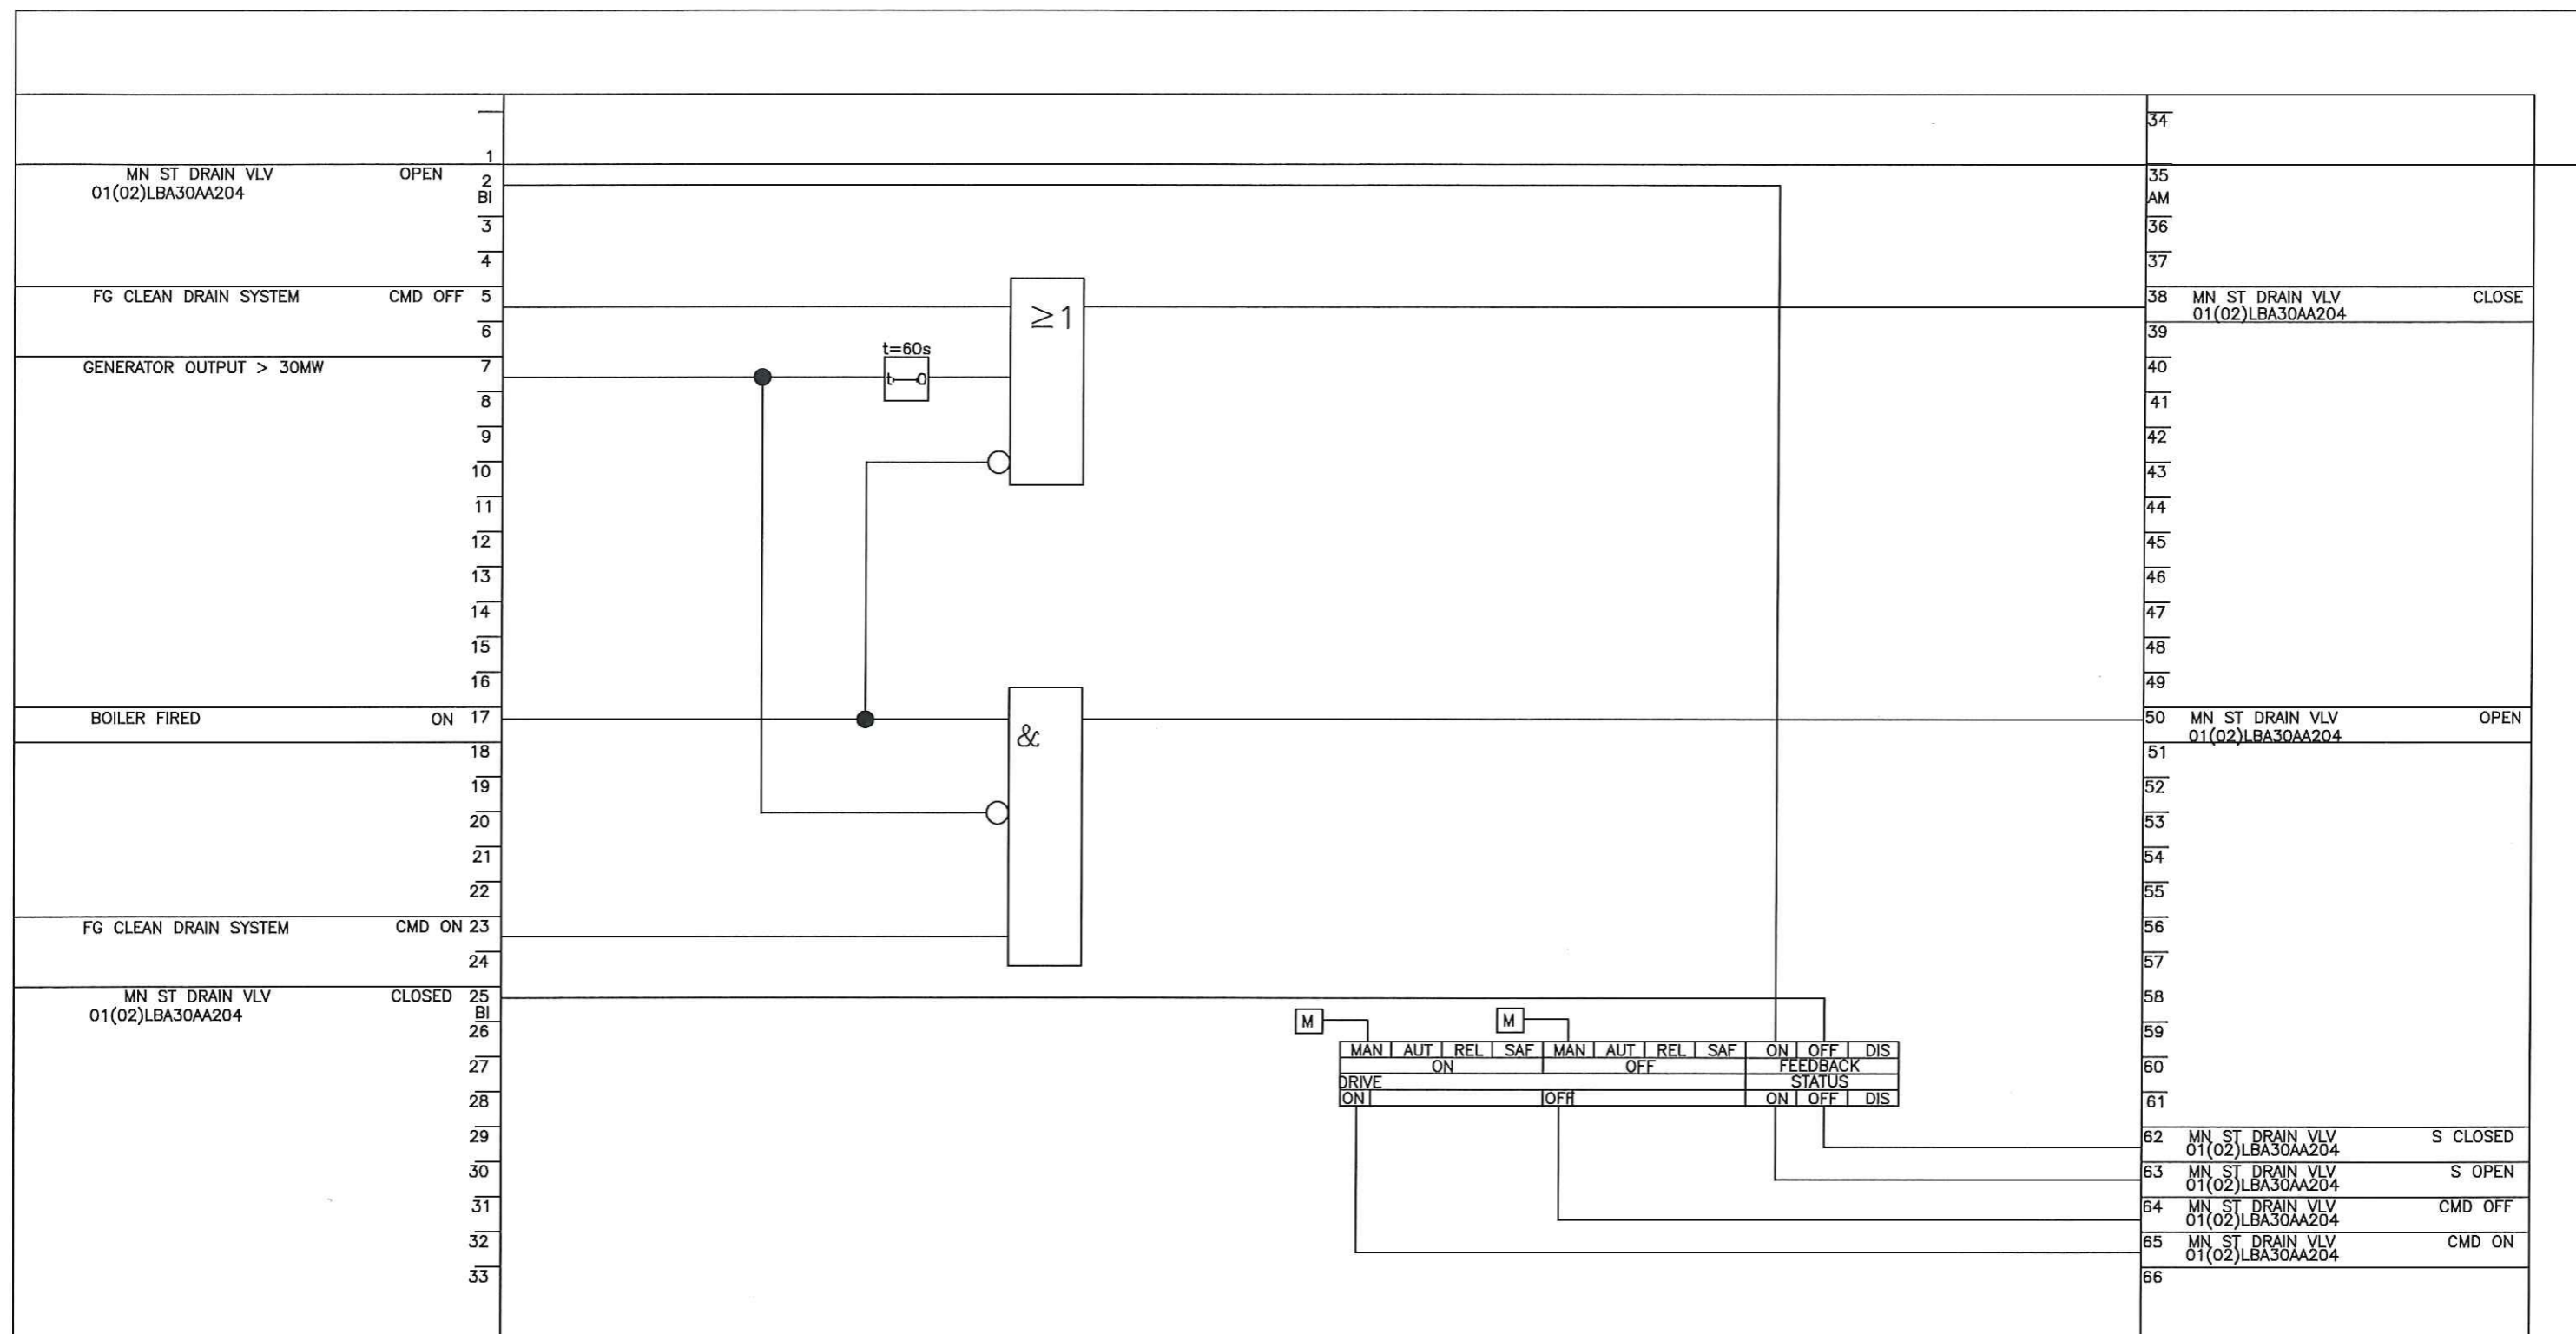 34
1
MN ST DRAIN VLV OPEN 2
01(02)LBA30AA204 BI
35
AM
3
36
4
37
FG CLEAN DRAIN SYSTEM CMD OFF 5
38 MN ST DRAIN VLV CLOSE
01(02)LBA30AA204
≥1
6
39
t=60s
GENERATOR OUTPUT > 30MW 7
t 0
40
8
41
9
42
10
43
11
44
12
45
13
46
14
47
15
48
16
49
BOILER FIRED ON 17
&
50 MN ST DRAIN VLV OPEN
01(02)LBA30AA204
18
51
19
52
20
53
21
54
22
55
FG CLEAN DRAIN SYSTEM CMD ON 23
56
24
57
MN ST DRAIN VLV CLOSED 25
01(02)LBA30AA204 BI
58
26
59
M M
MAN AUT REL SAF MAN AUT REL SAF ON OFF DIS
27
ON OFF FEEDBACK
60
DRIVE STATUS
28
ON OFF ON OFF DIS
61
29
62 MN ST DRAIN VLV S CLOSED
01(02)LBA30AA204
30
63 MN ST DRAIN VLV S OPEN
01(02)LBA30AA204
31
64 MN ST DRAIN VLV CMD OFF
01(02)LBA30AA204
32
65 MN ST DRAIN VLV CMD ON
01(02)LBA30AA204
33
66